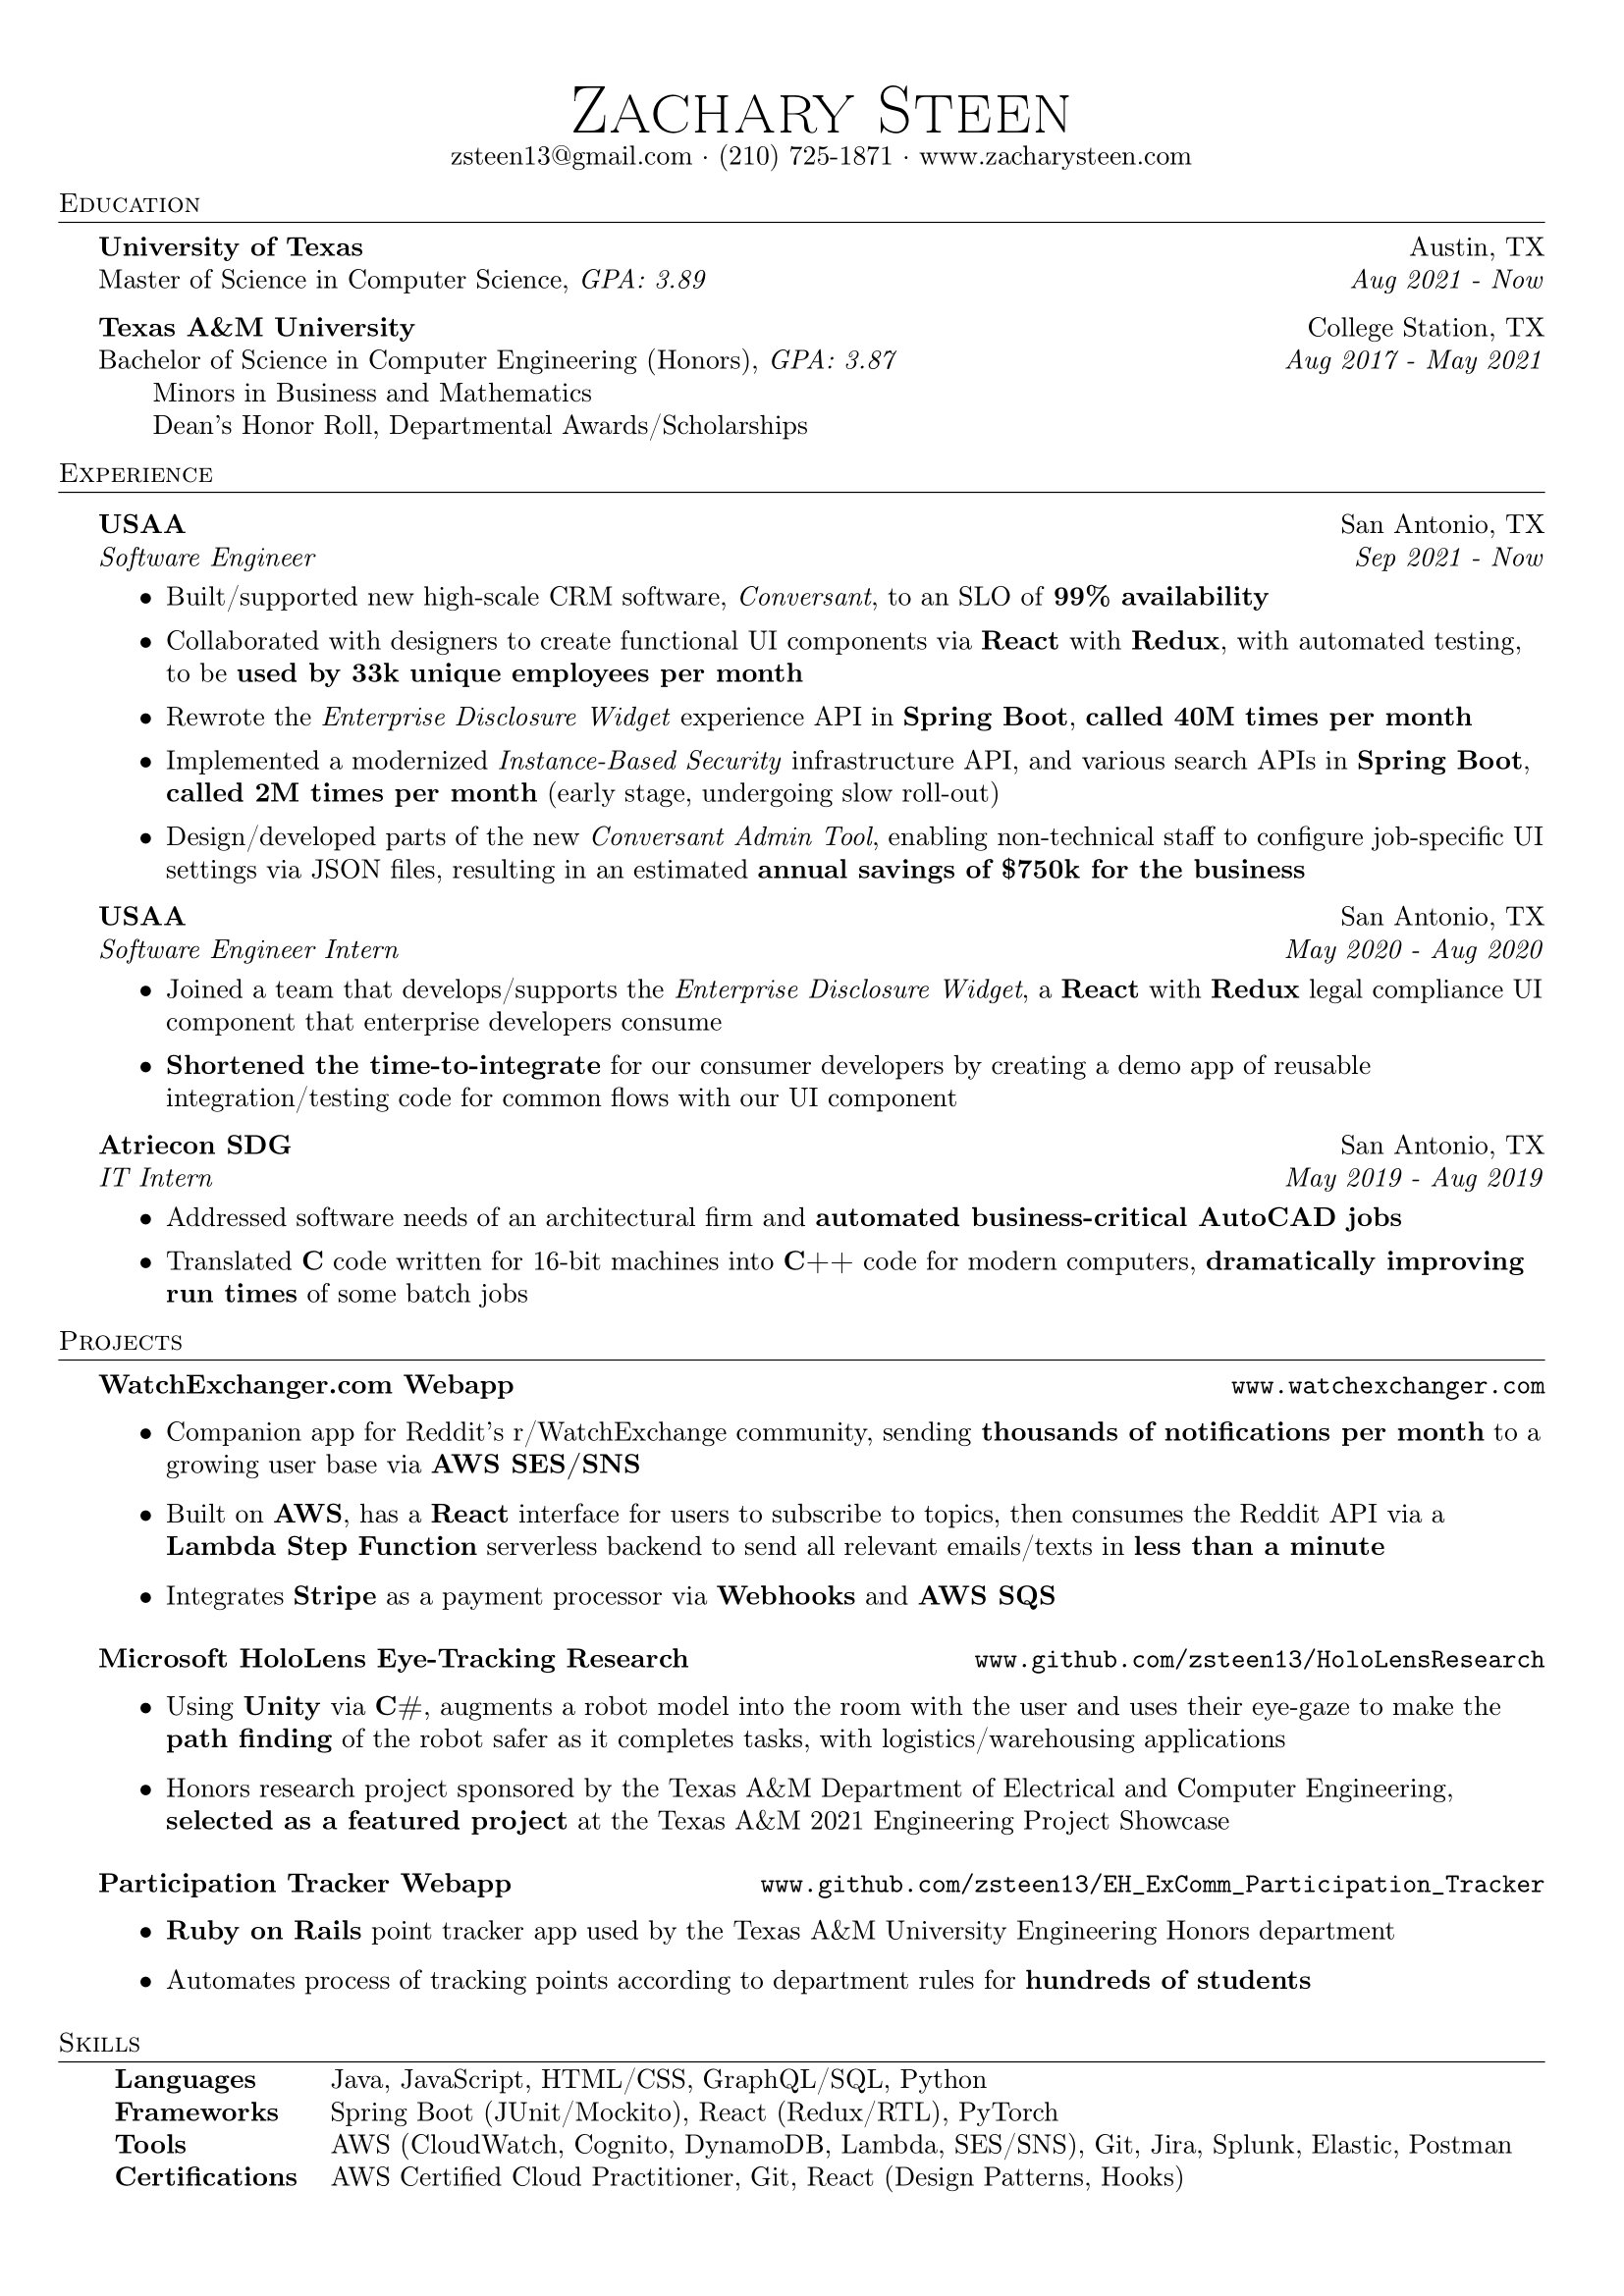 Zachary Steen
zsteen13@gmail.com · (210) 725-1871 · www.zacharysteen.com
Education
University of Texas Austin, TX
Master of Science in Computer Science, GPA: 3.89 Aug 2021 - Now
Texas A&M University College Station, TX
Bachelor of Science in Computer Engineering (Honors), GPA: 3.87 Aug 2017 - May 2021
Minors in Business and Mathematics
Dean's Honor Roll, Departmental Awards/Scholarships
Experience
USAA San Antonio, TX
Software Engineer Sep 2021 - Now
• Built/supported new high-scale CRM software, Conversant, to an SLO of 99% availability
• Collaborated with designers to create functional UI components via React with Redux, with automated testing,
to be used by 33k unique employees per month
• Rewrote the Enterprise Disclosure Widget experience API in Spring Boot, called 40M times per month
• Implemented a modernized Instance-Based Security infrastructure API, and various search APIs in Spring Boot,
called 2M times per month (early stage, undergoing slow roll-out)
• Design/developed parts of the new Conversant Admin Tool, enabling non-technical staff to configure job-specific UI
settings via JSON files, resulting in an estimated annual savings of $750k for the business
USAA San Antonio, TX
Software Engineer Intern May 2020 - Aug 2020
• Joined a team that develops/supports the Enterprise Disclosure Widget, a React with Redux legal compliance UI
component that enterprise developers consume
• Shortened the time-to-integrate for our consumer developers by creating a demo app of reusable
integration/testing code for common flows with our UI component
Atriecon SDG San Antonio, TX
IT Intern May 2019 - Aug 2019
• Addressed software needs of an architectural firm and automated business-critical AutoCAD jobs
• Translated C code written for 16-bit machines into C++ code for modern computers, dramatically improving
run times of some batch jobs
Projects
WatchExchanger.com Webapp www.watchexchanger.com
• Companion app for Reddit's r/WatchExchange community, sending thousands of notifications per month to a
growing user base via AWS SES/SNS
• Built on AWS, has a React interface for users to subscribe to topics, then consumes the Reddit API via a
Lambda Step Function serverless backend to send all relevant emails/texts in less than a minute
• Integrates Stripe as a payment processor via Webhooks and AWS SQS
Microsoft HoloLens Eye-Tracking Research www.github.com/zsteen13/HoloLensResearch
• Using Unity via C#, augments a robot model into the room with the user and uses their eye-gaze to make the
path finding of the robot safer as it completes tasks, with logistics/warehousing applications
• Honors research project sponsored by the Texas A&M Department of Electrical and Computer Engineering,
selected as a featured project at the Texas A&M 2021 Engineering Project Showcase
Participation Tracker Webapp www.github.com/zsteen13/EH_ExComm_Participation_Tracker
• Ruby on Rails point tracker app used by the Texas A&M University Engineering Honors department
• Automates process of tracking points according to department rules for hundreds of students
Skills
Languages Java, JavaScript, HTML/CSS, GraphQL/SQL, Python
Frameworks Spring Boot (JUnit/Mockito), React (Redux/RTL), PyTorch
Tools AWS (CloudWatch, Cognito, DynamoDB, Lambda, SES/SNS), Git, Jira, Splunk, Elastic, Postman
Certifications AWS Certified Cloud Practitioner, Git, React (Design Patterns, Hooks)